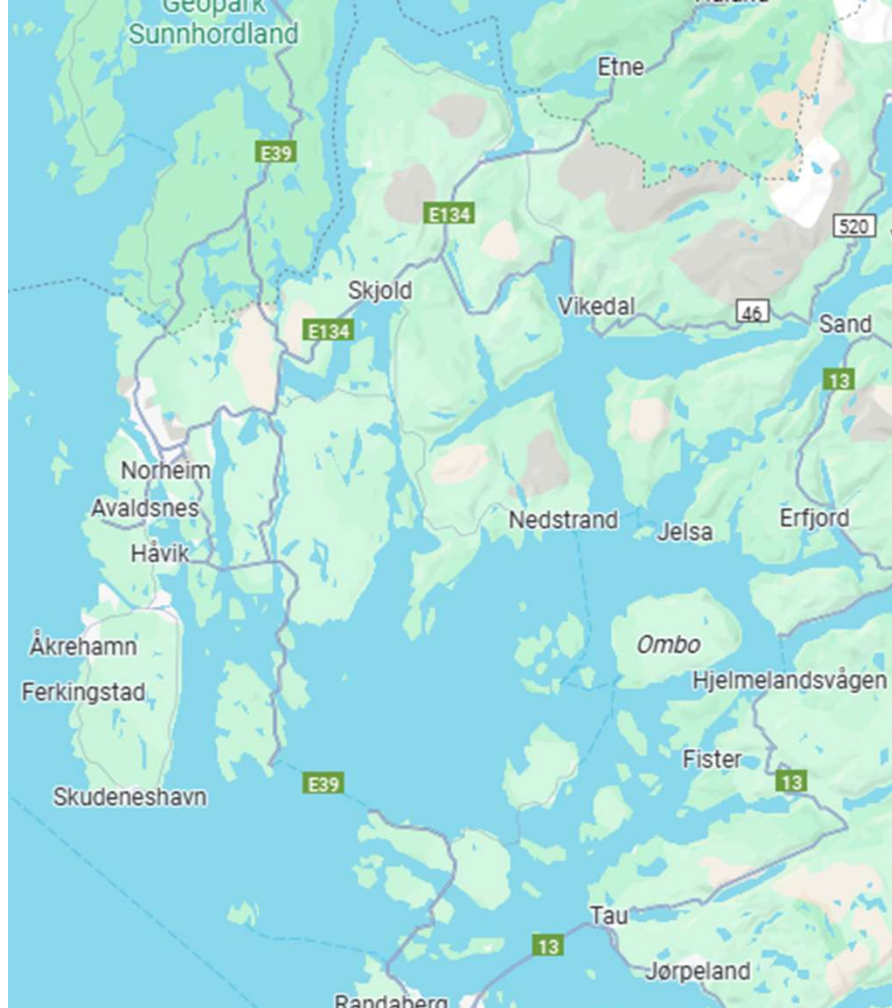 Geopark
Sunnhordland
Etne
E39
E134
520
Skjold
Vikedal
46
E134
Sand
13
Norheim
Avaldsnes
Nedstrand
Erfjord
Jelsa
Håvik
Åkrehamn
Ombo
Ferkingstad
Hjelmelandsvågen
Fister
E39
13
Skudeneshavn
Tau
13
Jørpeland
Randaberg